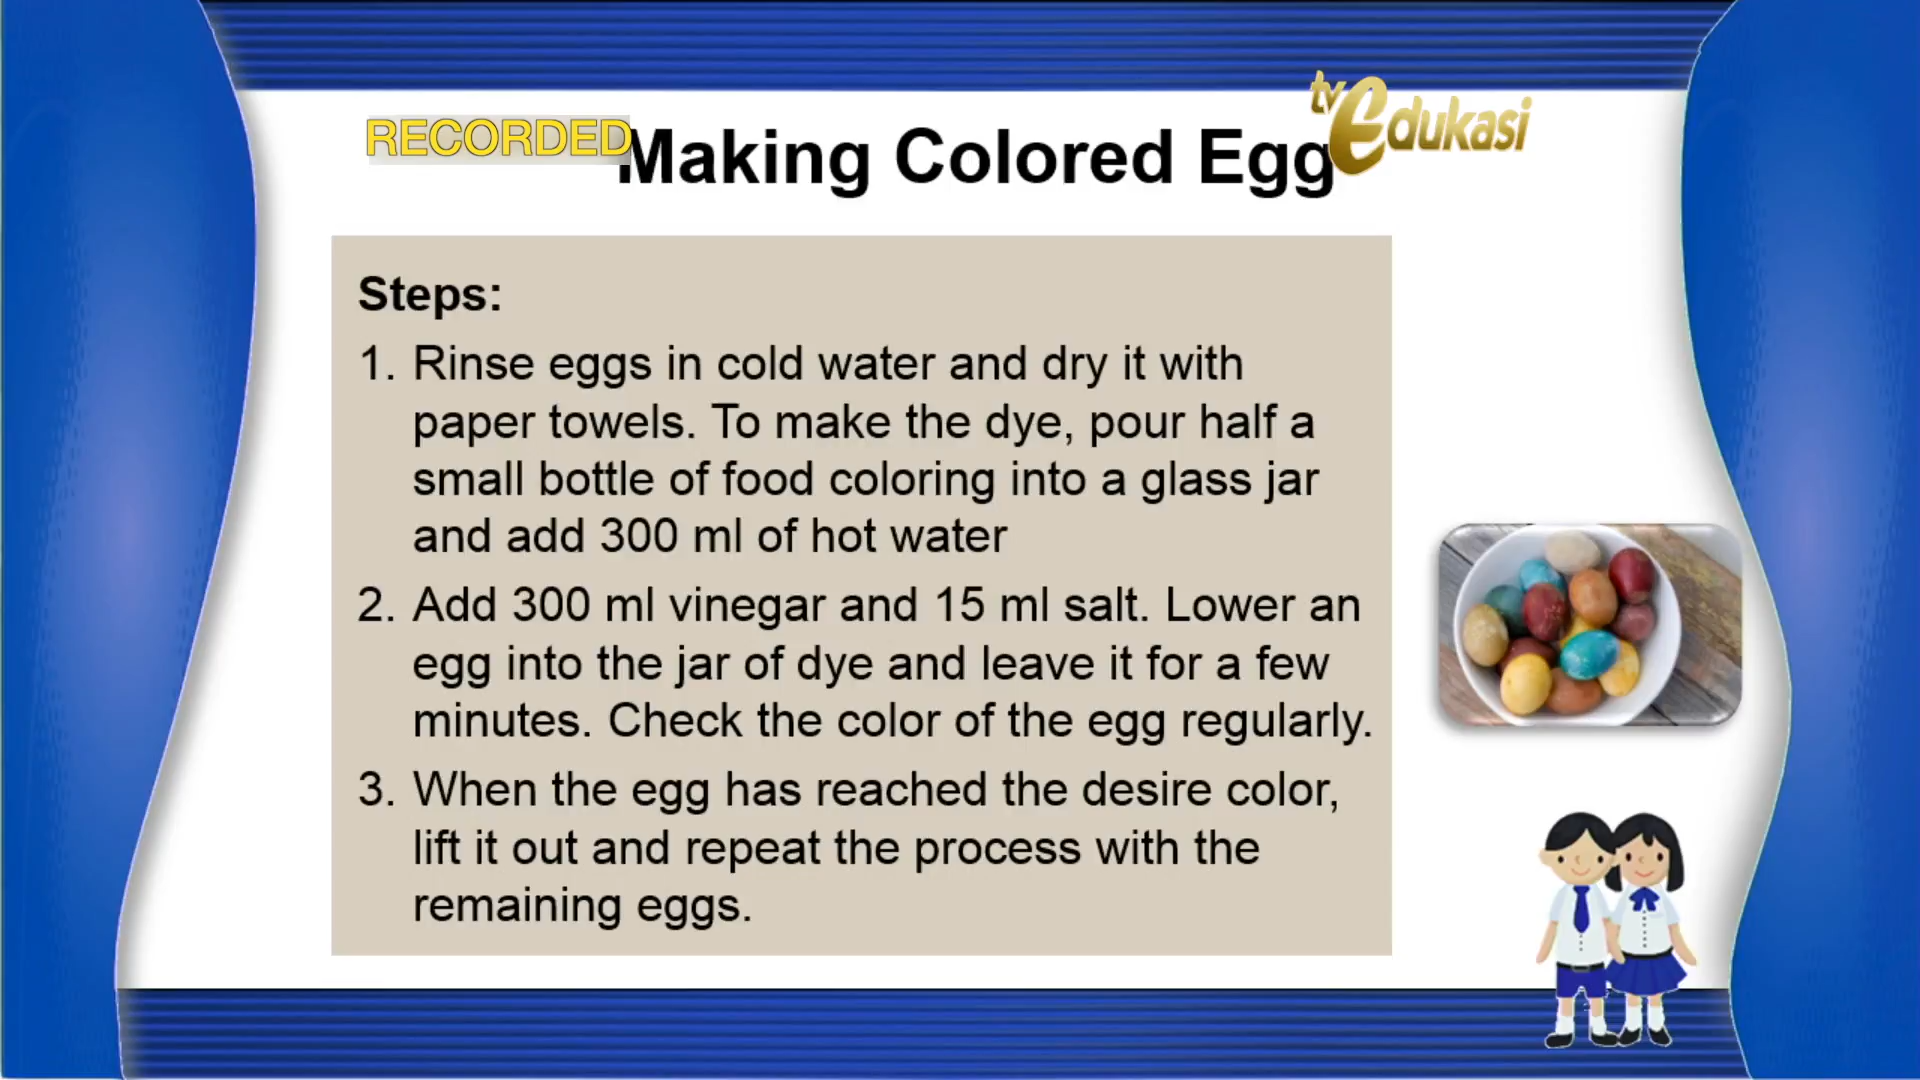 RECORDED
tv Edukasi
Making Colored Egg
Steps:
1. Rinse eggs in cold water and dry it with
paper towels. To make the dye, pour half a
small bottle of food coloring into a glass jar
and add 300 ml of hot water
2. Add 300 ml vinegar and 15 ml salt. Lower an
egg into the jar of dye and leave it for a few
minutes. Check the color of the egg regularly.
3. When the egg has reached the desire color,
lift it out and repeat the process with the
remaining eggs.